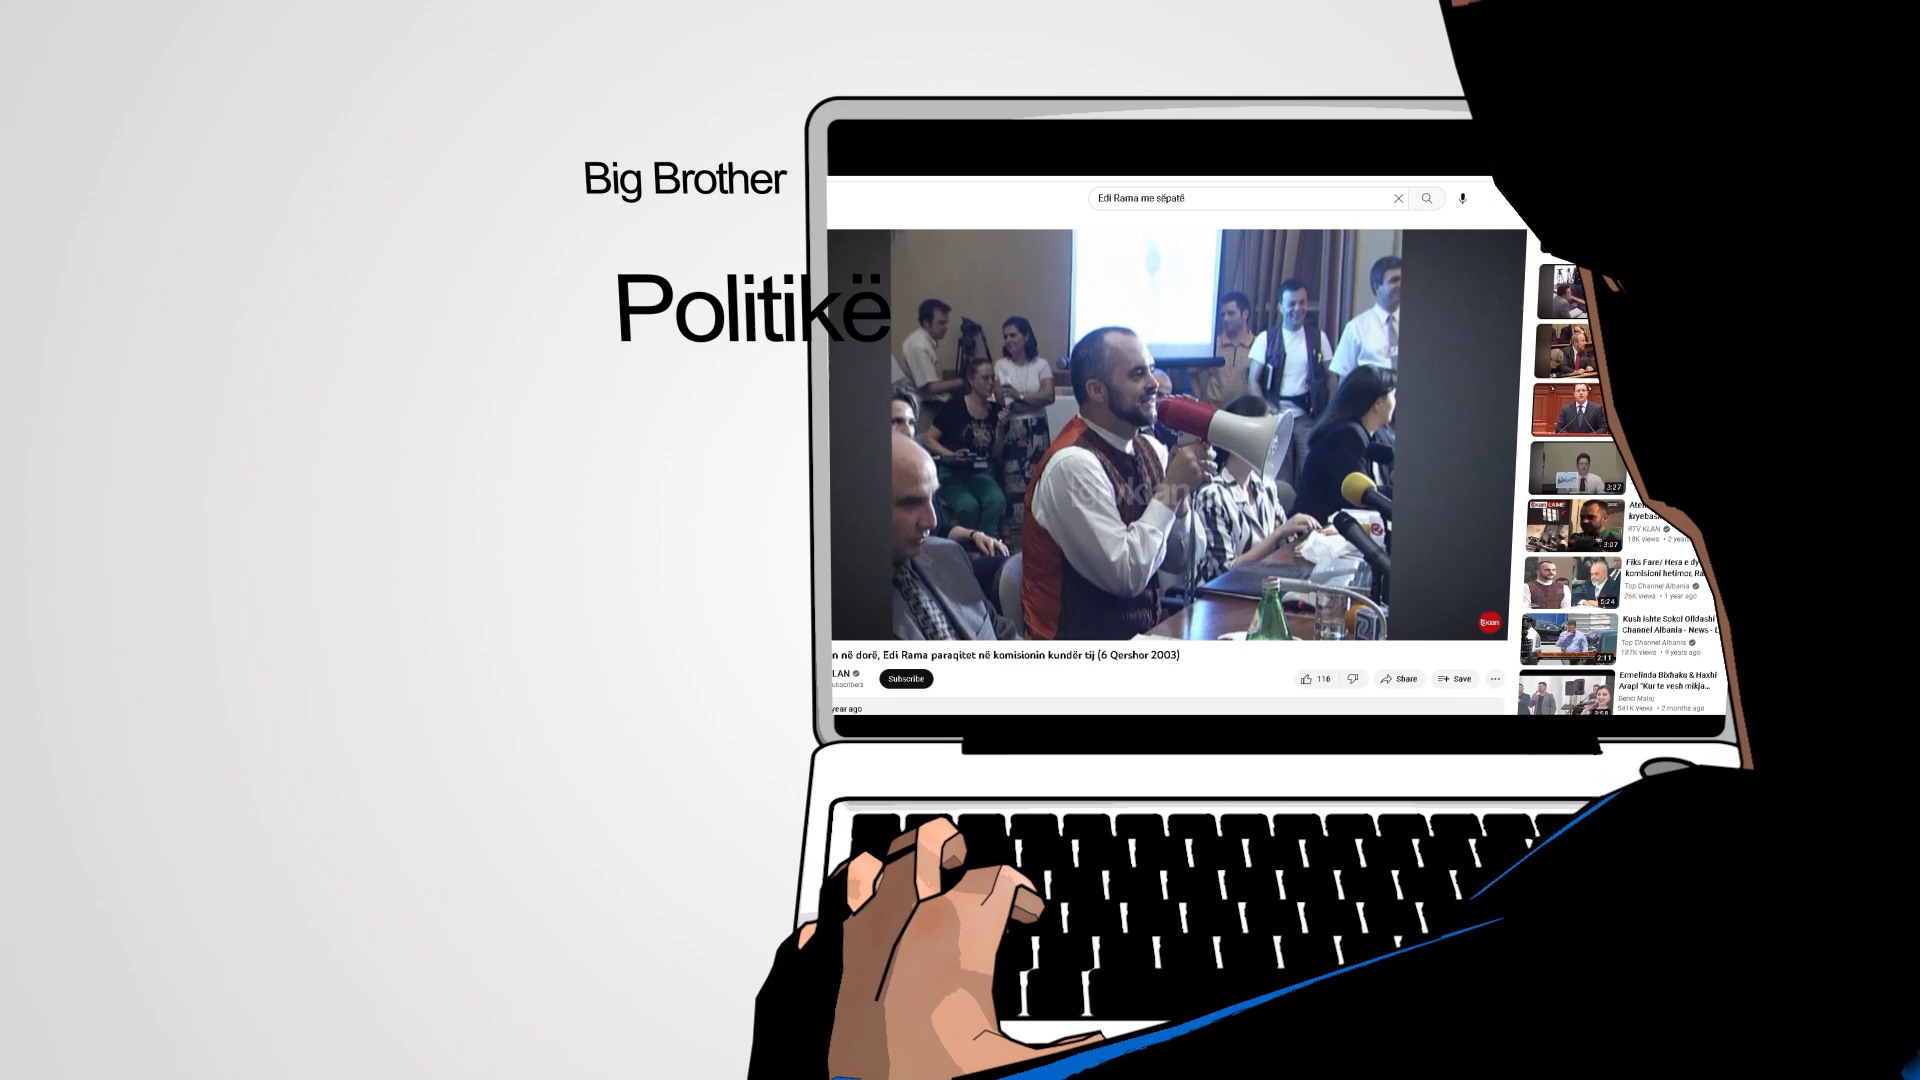 Big Brother
Politikë
Edi Rama me sëpatë
n në dorë, Edi Rama paraqitet në komisionin kundër tij (6 Qershor 2003)
LAN
ubscribers
Subscribe
116
Share
Save
year ago
3:27
RTV KLAN
18K views • 2 years
3:07
Fiks Fare/ Hera e dy
komisioni hetimor, Ra
Top Channel Albania
26K views • 1 year ago
5:24
Kush ishte Sokol Olldashi
Channel Albania - News - L
Top Channel Albania
187K views • 9 years ago
2:11
Ermelinda Bixhaku & Haxhi
Arapi "Kur te vesh mikja...
Genci Malaj
541K views • 2 months ago
3:58